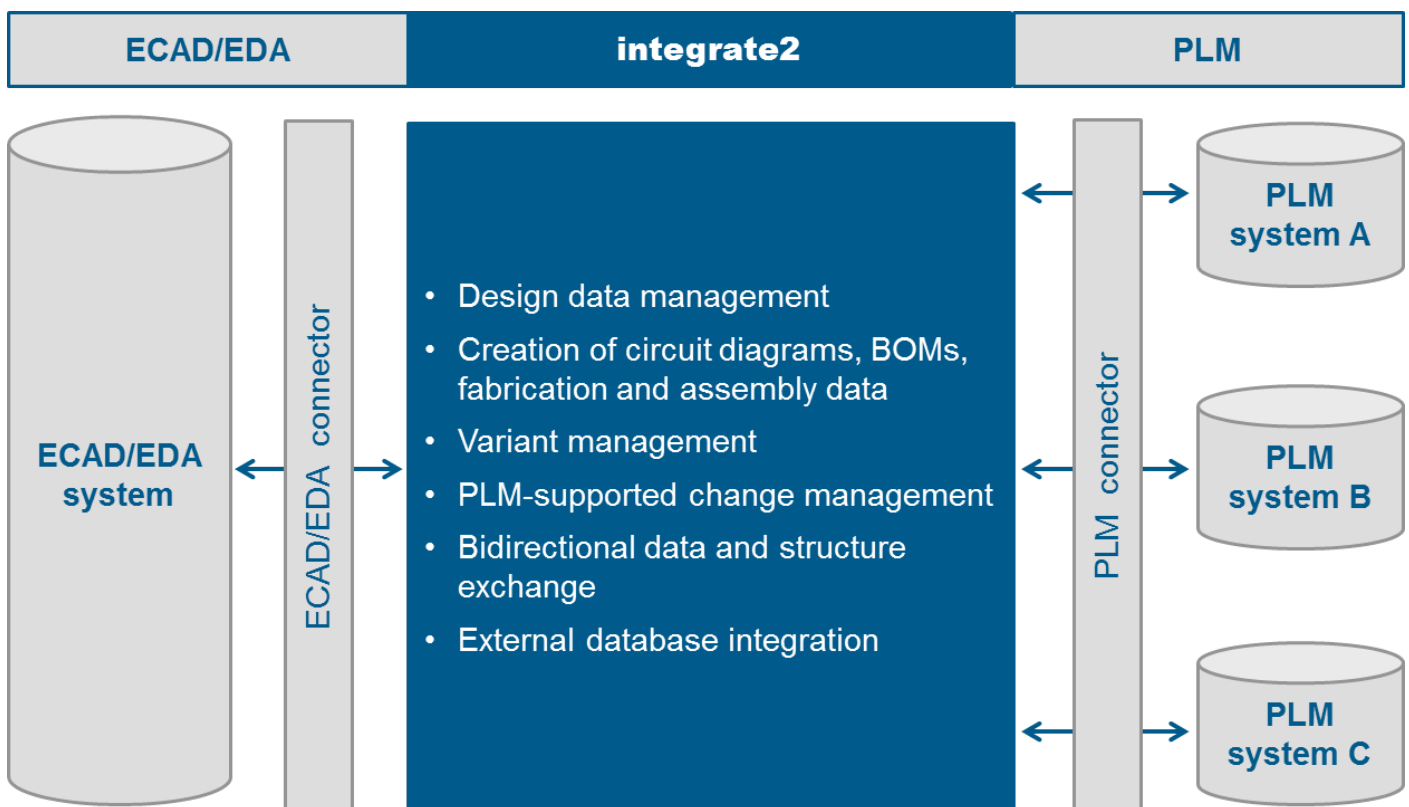 ECAD/EDA
integrate2
PLM
ECAD/EDA
system
ECAD/EDA connector
• Design data management
• Creation of circuit diagrams, BOMs,
fabrication and assembly data
• Variant management
• PLM-supported change management
• Bidirectional data and structure
exchange
• External database integration
PLM connector
PLM
system A
PLM
system B
PLM
system C